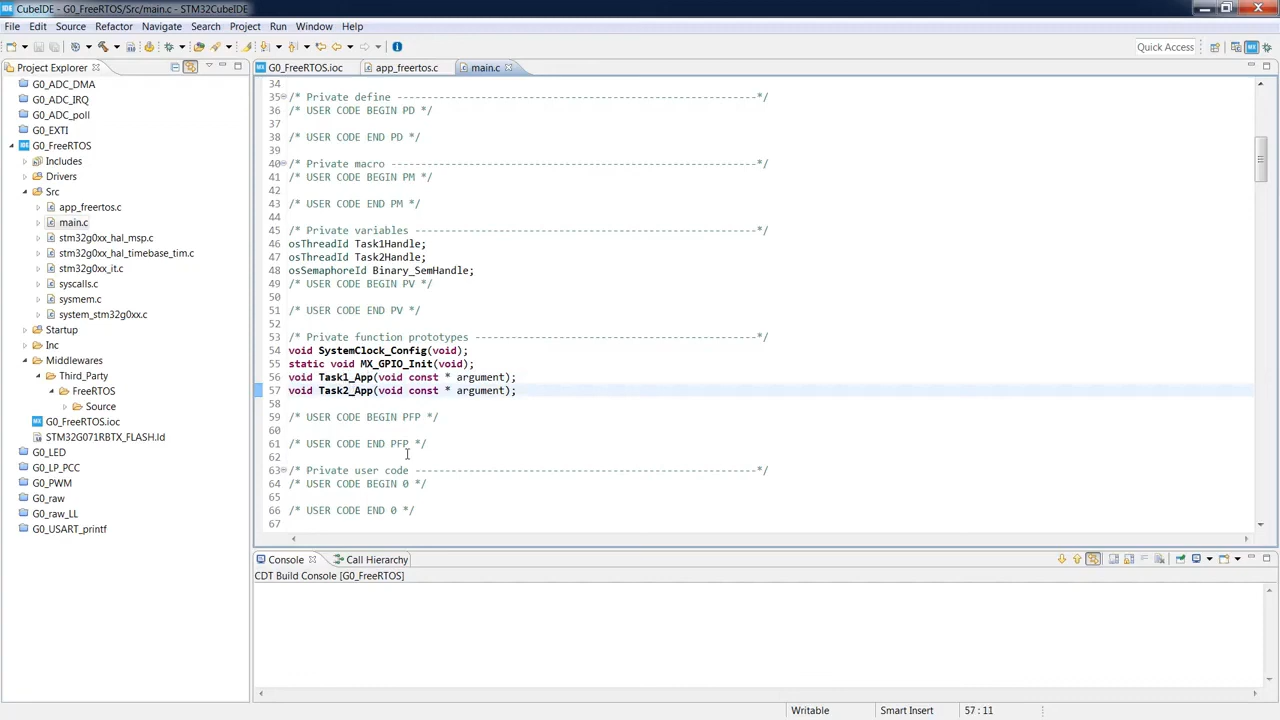 CubeIDE - G0_FreeRTOS/Src/main.c - STM32CubeIDE
File Edit Source Refactor Navigate Search Project Run Window Help
Quick Access
Project Explorer
G0_ADC_DMA
G0_ADC_IRQ
G0_ADC_poll
G0_EXTI
G0_FreeRTOS
Includes
Drivers
Src
app_freertos.c
main.c
stm32g0xx_hal_msp.c
stm32g0xx_hal_timebase_tim.c
stm32g0xx_it.c
syscalls.c
sysmem.c
system_stm32g0xx.c
Startup
Inc
Middlewares
Third_Party
FreeRTOS
Source
G0_FreeRTOS.ioc
STM32G071RBTX_FLASH.ld
G0_LED
G0_LP_PCC
G0_PWM
G0_raw
G0_raw_LL
G0_USART_printf
G0_FreeRTOS.ioc app_freertos.c main.c
34
35 /* Private define ------------------------------------------------------------*/
36 /* USER CODE BEGIN PD */
37
38 /* USER CODE END PD */
39
40 /* Private macro -------------------------------------------------------------*/
41 /* USER CODE BEGIN PM */
42
43 /* USER CODE END PM */
44
45 /* Private variables ---------------------------------------------------------*/
46 osThreadId Task1Handle;
47 osThreadId Task2Handle;
48 osSemaphoreId Binary_SemHandle;
49 /* USER CODE BEGIN PV */
50
51 /* USER CODE END PV */
52
53 /* Private function prototypes -----------------------------------------------*/
54 void SystemClock_Config(void);
55 static void MX_GPIO_Init(void);
56 void Task1_App(void const * argument);
57 void Task2_App(void const * argument);
58
59 /* USER CODE BEGIN PFP */
60
61 /* USER CODE END PFP */
62
63 /* Private user code ---------------------------------------------------------*/
64 /* USER CODE BEGIN 0 */
65
66 /* USER CODE END 0 */
67
Console Call Hierarchy
CDT Build Console [G0_FreeRTOS]
Writable Smart Insert 57 : 11